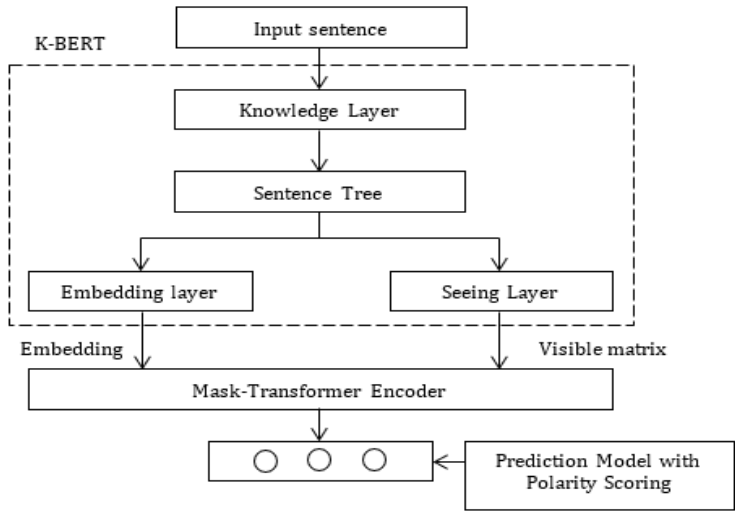 Input sentence
K-BERT
Knowledge Layer
Sentence Tree
Embedding layer
Seeing Layer
Embedding
Visible matrix
Mask-Transformer Encoder
Prediction Model with
Polarity Scoring